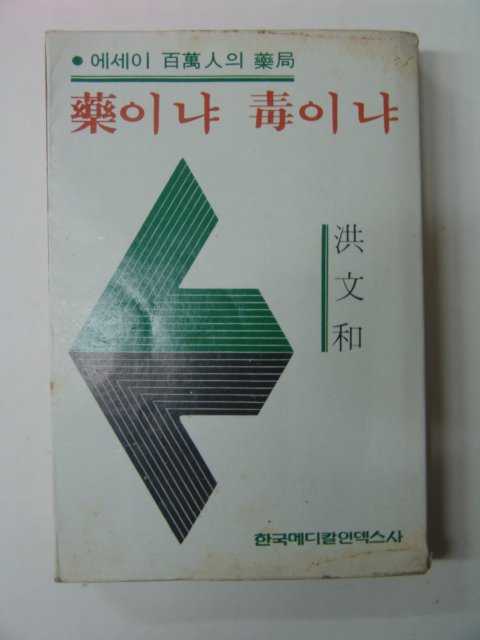 ● 에세이 百萬人의 藥局
藥이냐 毒이냐
洪文和
한국메디칼인덱스사